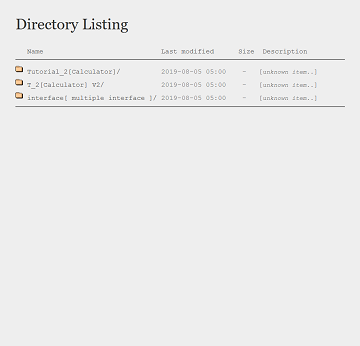 Directory Listing
Name Last modified Size Description
Tutorial_2[Calculator]/ 2019-08-05 05:00 - [unknown item..]
T_2[Calculator] V2/ 2019-08-05 05:00 - [unknown item..]
interface[ multiple interface ]/ 2019-08-05 05:00 - [unknown item..]